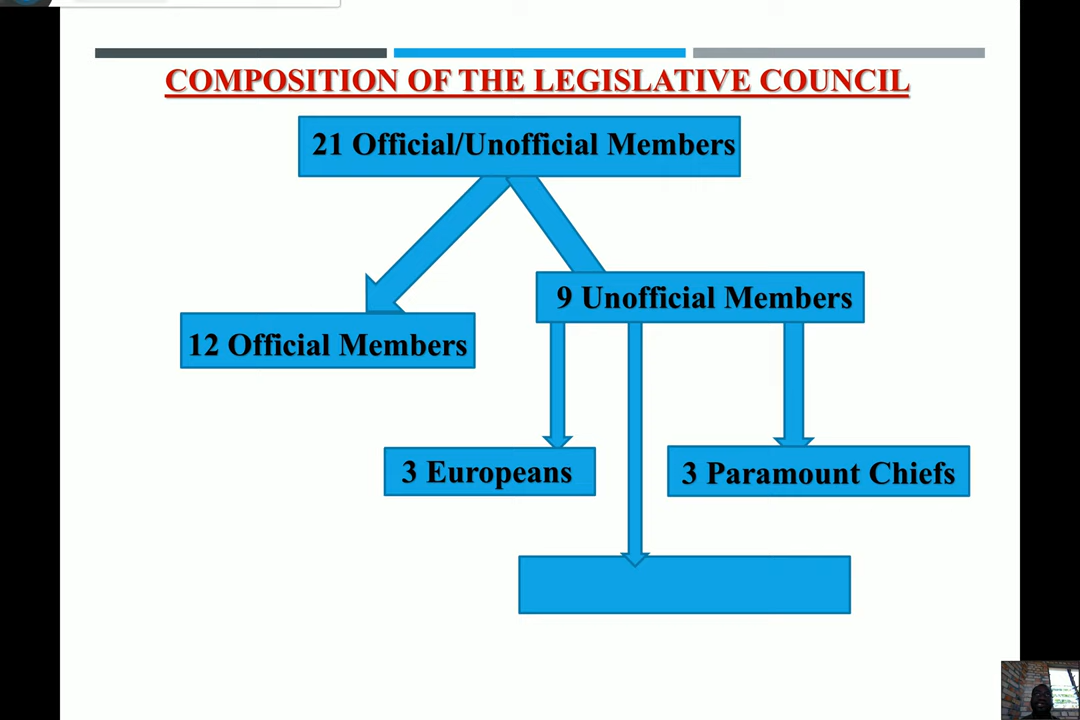 COMPOSITION OF THE LEGISLATIVE COUNCIL
21 Official/Unofficial Members
9 Unofficial Members
12 Official Members
3 Europeans
3 Paramount Chiefs